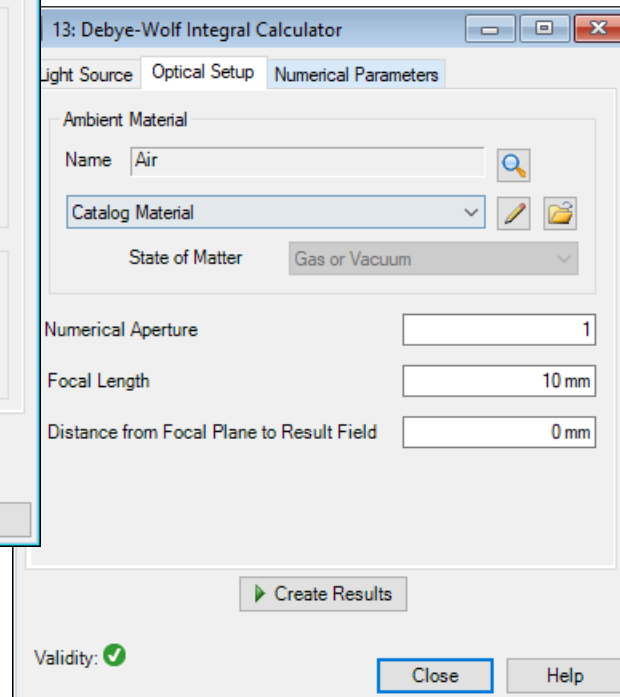 13: Debye-Wolf Integral Calculator
Light Source Optical Setup Numerical Parameters
Ambient Material
Name Air
Catalog Material
State of Matter Gas or Vacuum
Numerical Aperture 1
Focal Length 10 mm
Distance from Focal Plane to Result Field 0 mm
Create Results
Validity:
Close Help